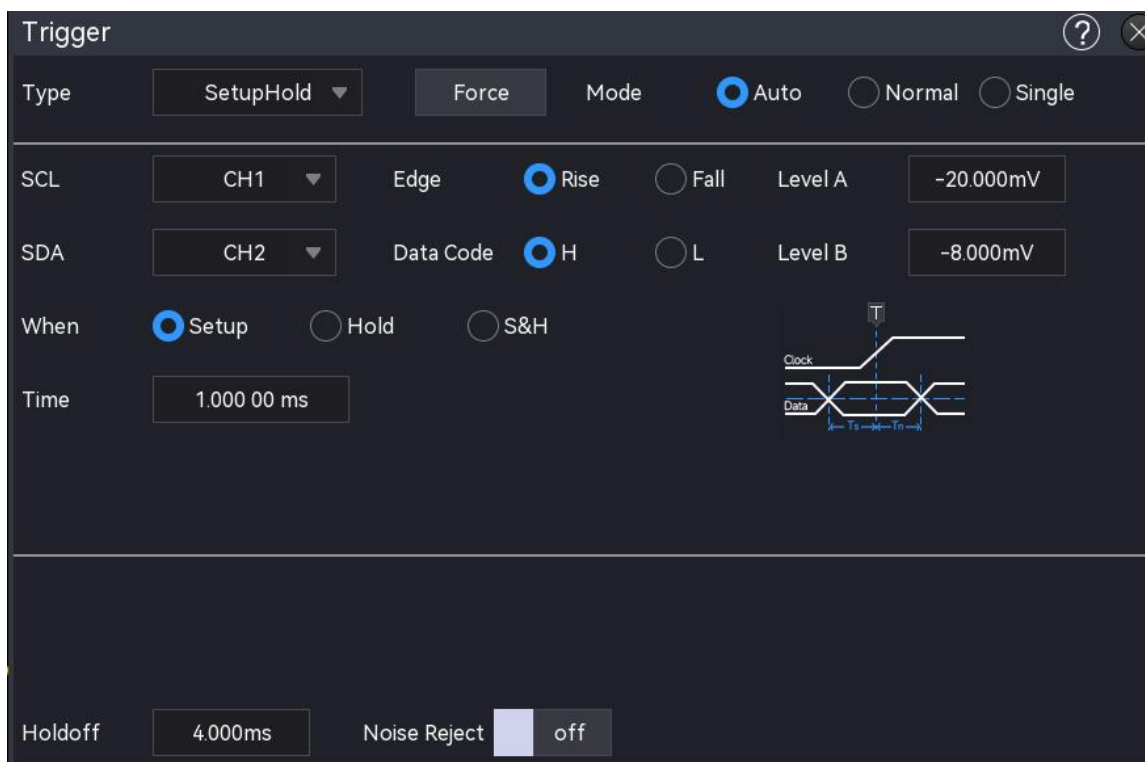 Trigger ?
Type SetupHold Force Mode Auto Normal Single
SCL CH1 Edge Rise Fall Level A -20.000mV
SDA CH2 Data Code H L Level B -8.000mV
When Setup Hold S&H
T
Clock
Time 1.000 00 ms
Data
Ts Tn
Holdoff 4.000ms Noise Reject off